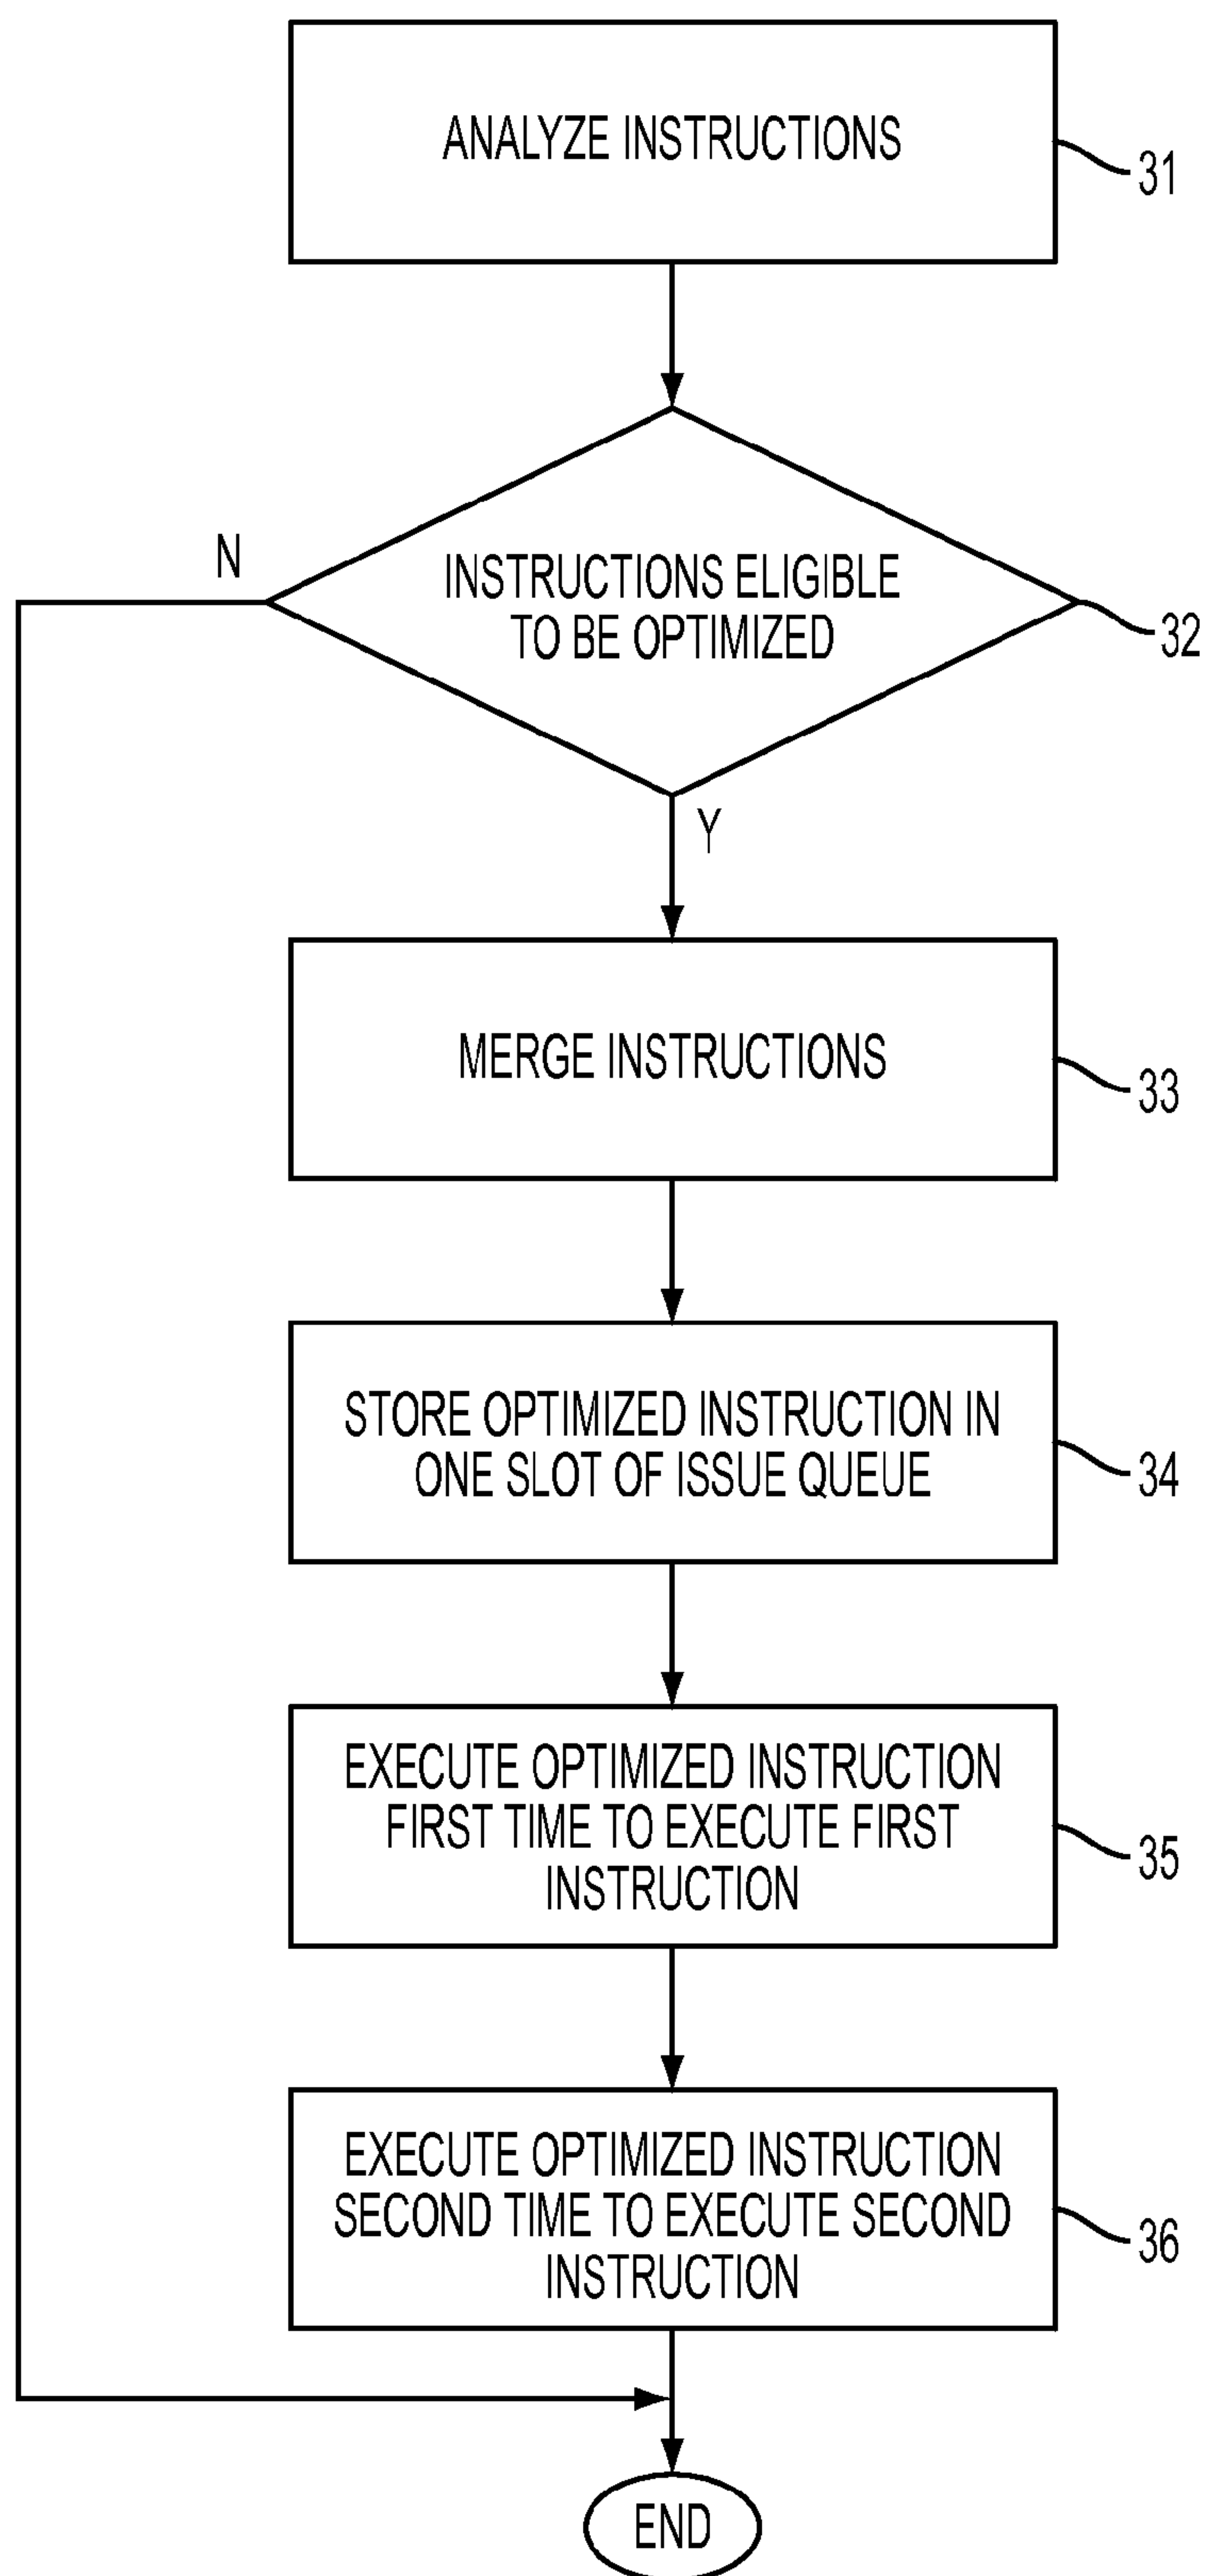 ANALYZE INSTRUCTIONS
31
N
INSTRUCTIONS ELIGIBLE
TO BE OPTIMIZED
32
Y
MERGE INSTRUCTIONS
33
STORE OPTIMIZED INSTRUCTION IN
ONE SLOT OF ISSUE QUEUE
34
EXECUTE OPTIMIZED INSTRUCTION
FIRST TIME TO EXECUTE FIRST
INSTRUCTION
35
EXECUTE OPTIMIZED INSTRUCTION
SECOND TIME TO EXECUTE SECOND
INSTRUCTION
36
END